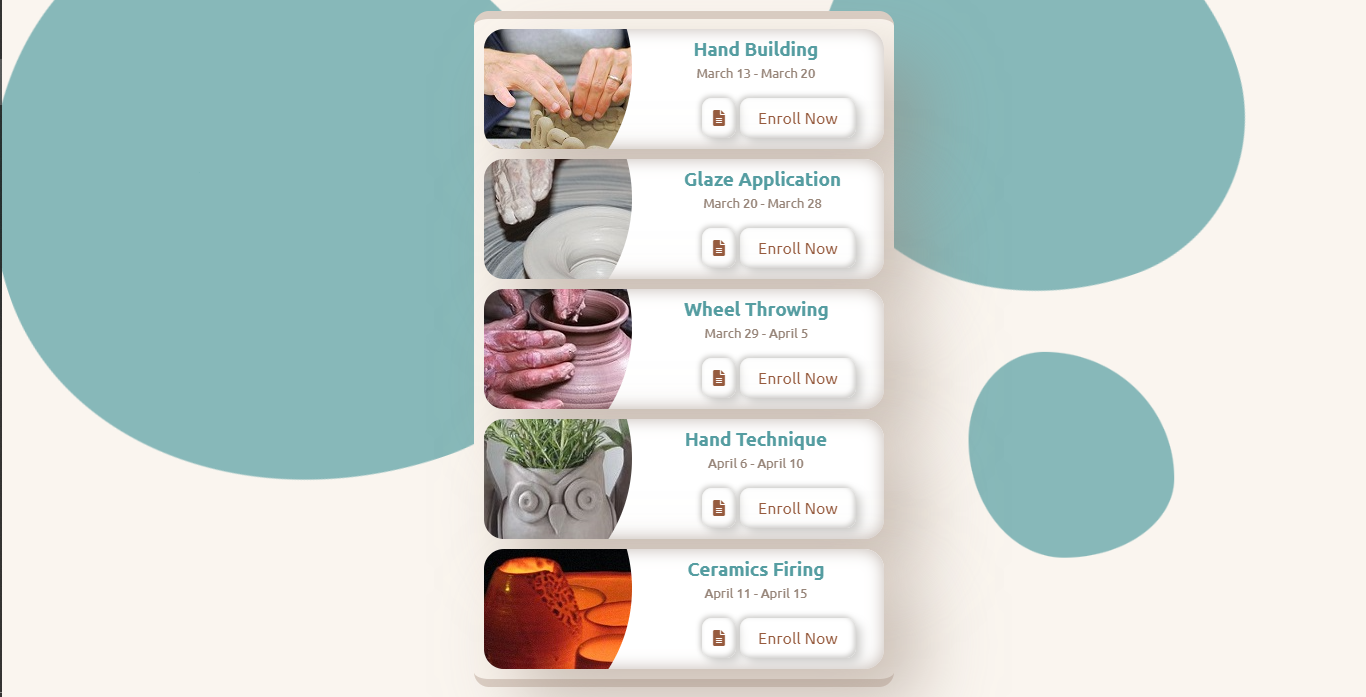 Hand Building
March 13 - March 20
Enroll Now
Glaze Application
March 20 - March 28
Enroll Now
Wheel Throwing
March 29 - April 5
Enroll Now
Hand Technique
April 6 - April 10
Enroll Now
Ceramics Firing
April 11 - April 15
Enroll Now